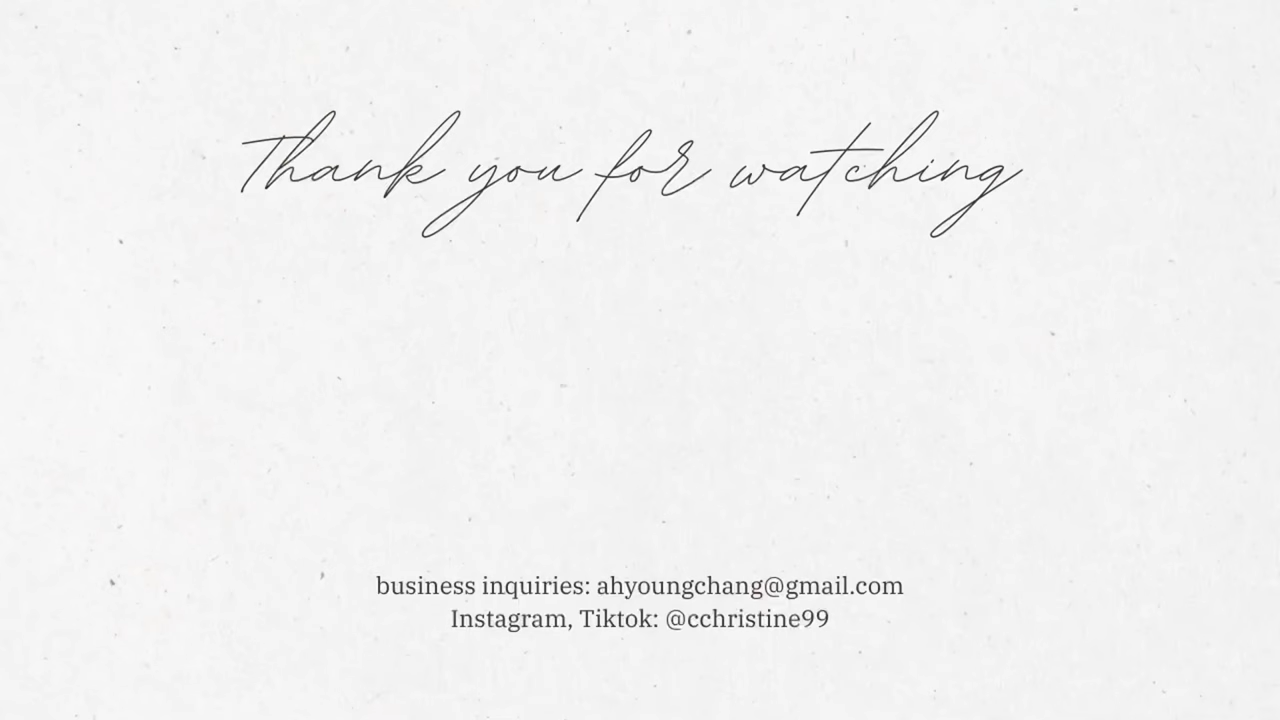 Thank you for watching
business inquiries: ahyoungchang@gmail.com
Instagram, Tiktok: @cchristine99